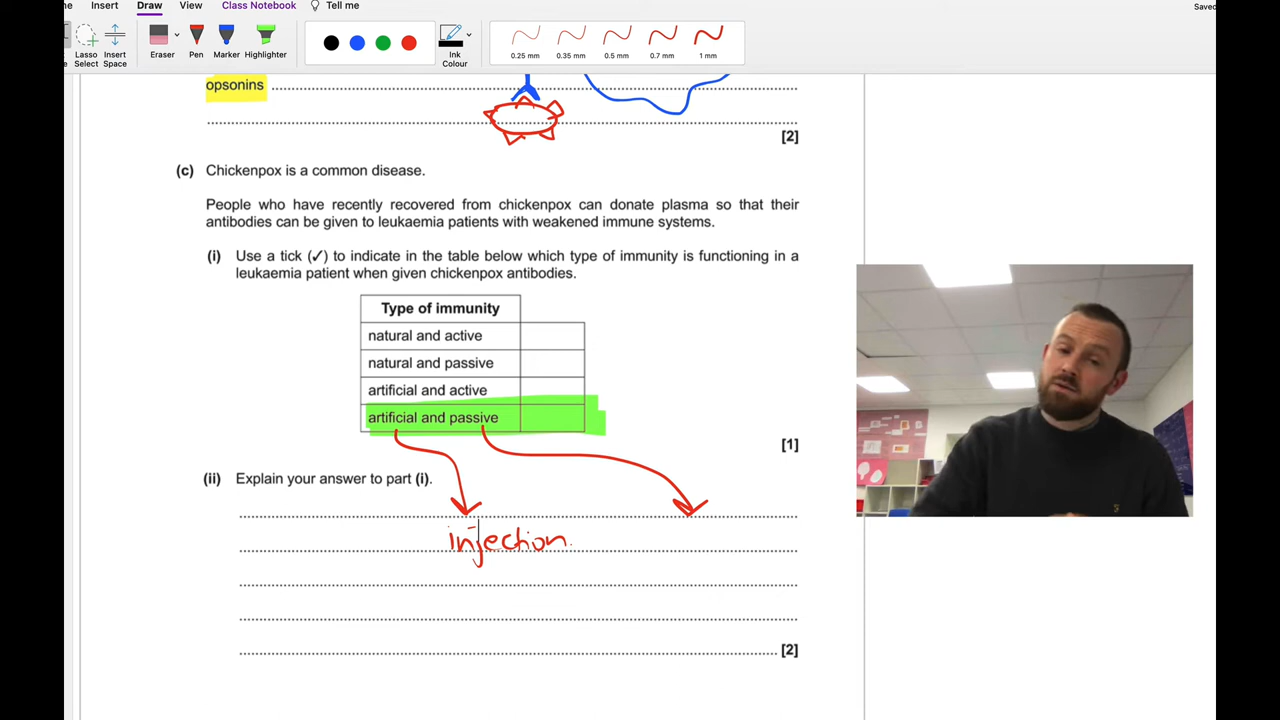 me Insert Draw View Class Notebook Tell me
Saved
Lasso Select
Insert Space
Eraser
Pen
Marker
Highlighter
0.25 mm 0.35 mm 0.5 mm 0.7 mm 1 mm
Ink Colour
opsonins
[2]
(c) Chickenpox is a common disease.
People who have recently recovered from chickenpox can donate plasma so that their
antibodies can be given to leukaemia patients with weakened immune systems.
(i) Use a tick (✓) to indicate in the table below which type of immunity is functioning in a
leukaemia patient when given chickenpox antibodies.
Type of immunity
natural and active
natural and passive
artificial and active
artificial and passive
[1]
(ii) Explain your answer to part (i).
injection.
[2]